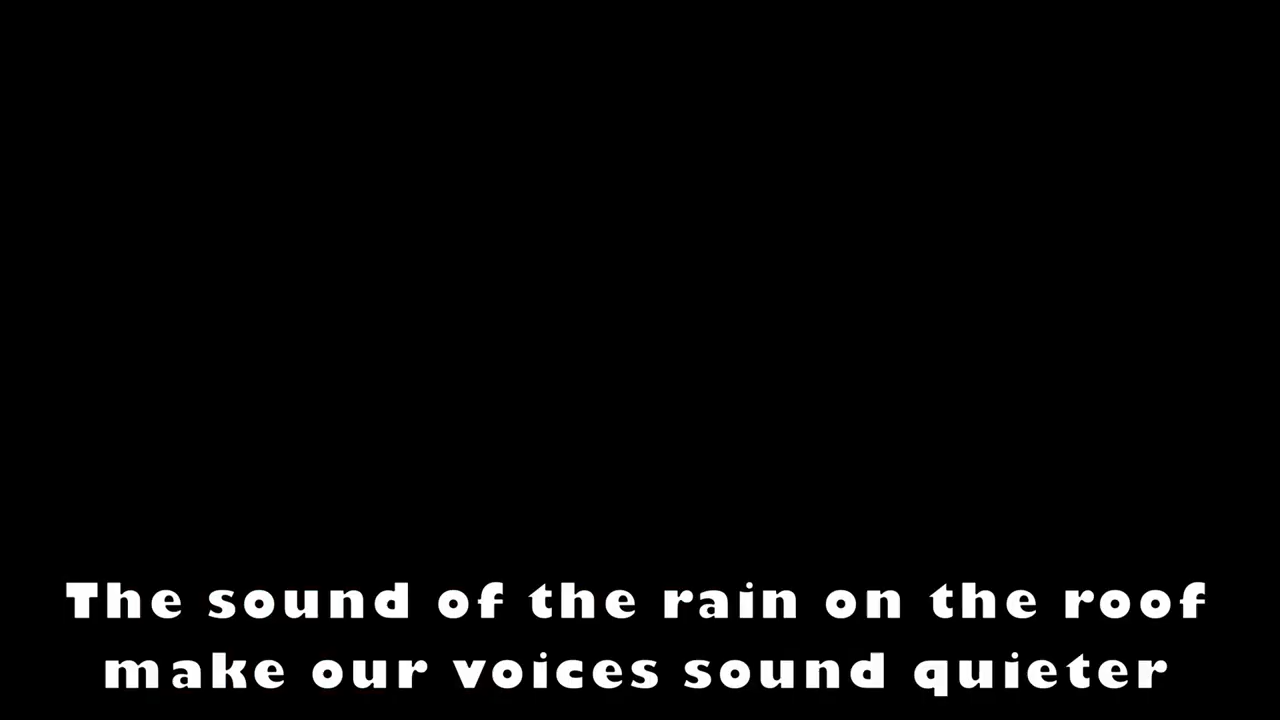 The sound of the rain on the roof
make our voices sound quieter